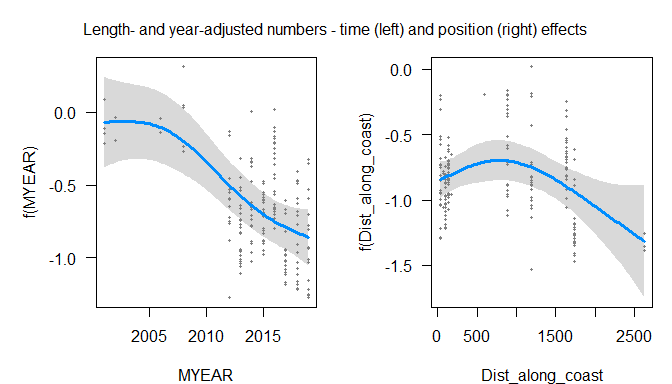 Length- and year-adjusted numbers - time (left) and position (right) effects
f(MYEAR)
0.0
-0.5
-1.0
2005 2010 2015
MYEAR
f(Dist_along_coast)
0.0
-0.5
-1.0
-1.5
0 500 1500 2500
Dist_along_coast